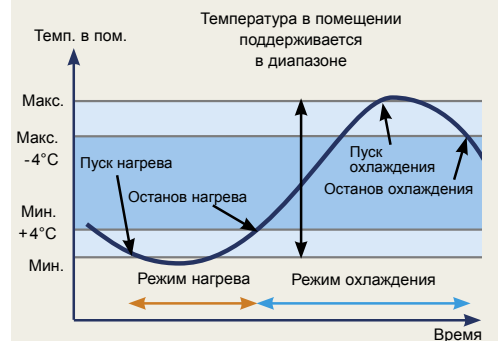 Температура в помещении
поддерживается
в диапазоне
Темп. в пом.
Макс.
Макс.
-4°C
Пуск нагрева
Пуск
охлаждения
Останов охлаждения
Останов нагрева
Мин.
+4°C
Мин.
Режим нагрева
Режим охлаждения
Время